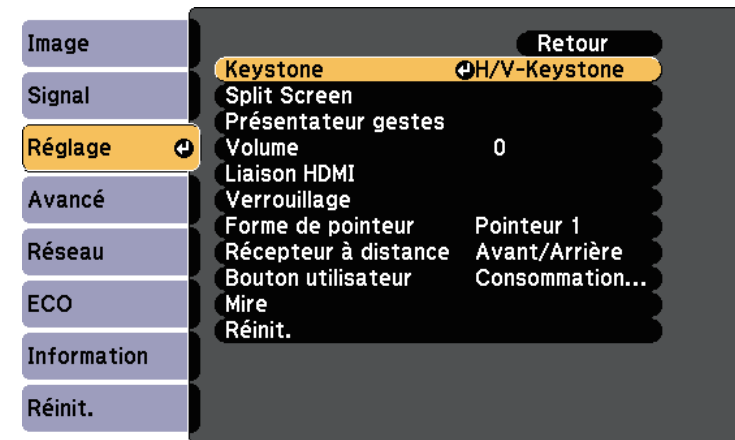 Image
Signal
Réglage
Avancé
Réseau
ECO
Information
Réinit.
Retour
Keystone H/V-Keystone
Split Screen
Présentateur gestes
Volume 0
Liaison HDMI
Verrouillage
Forme de pointeur Pointeur 1
Récepteur à distance Avant/Arrière
Bouton utilisateur Consommation...
Mire
Réinit.